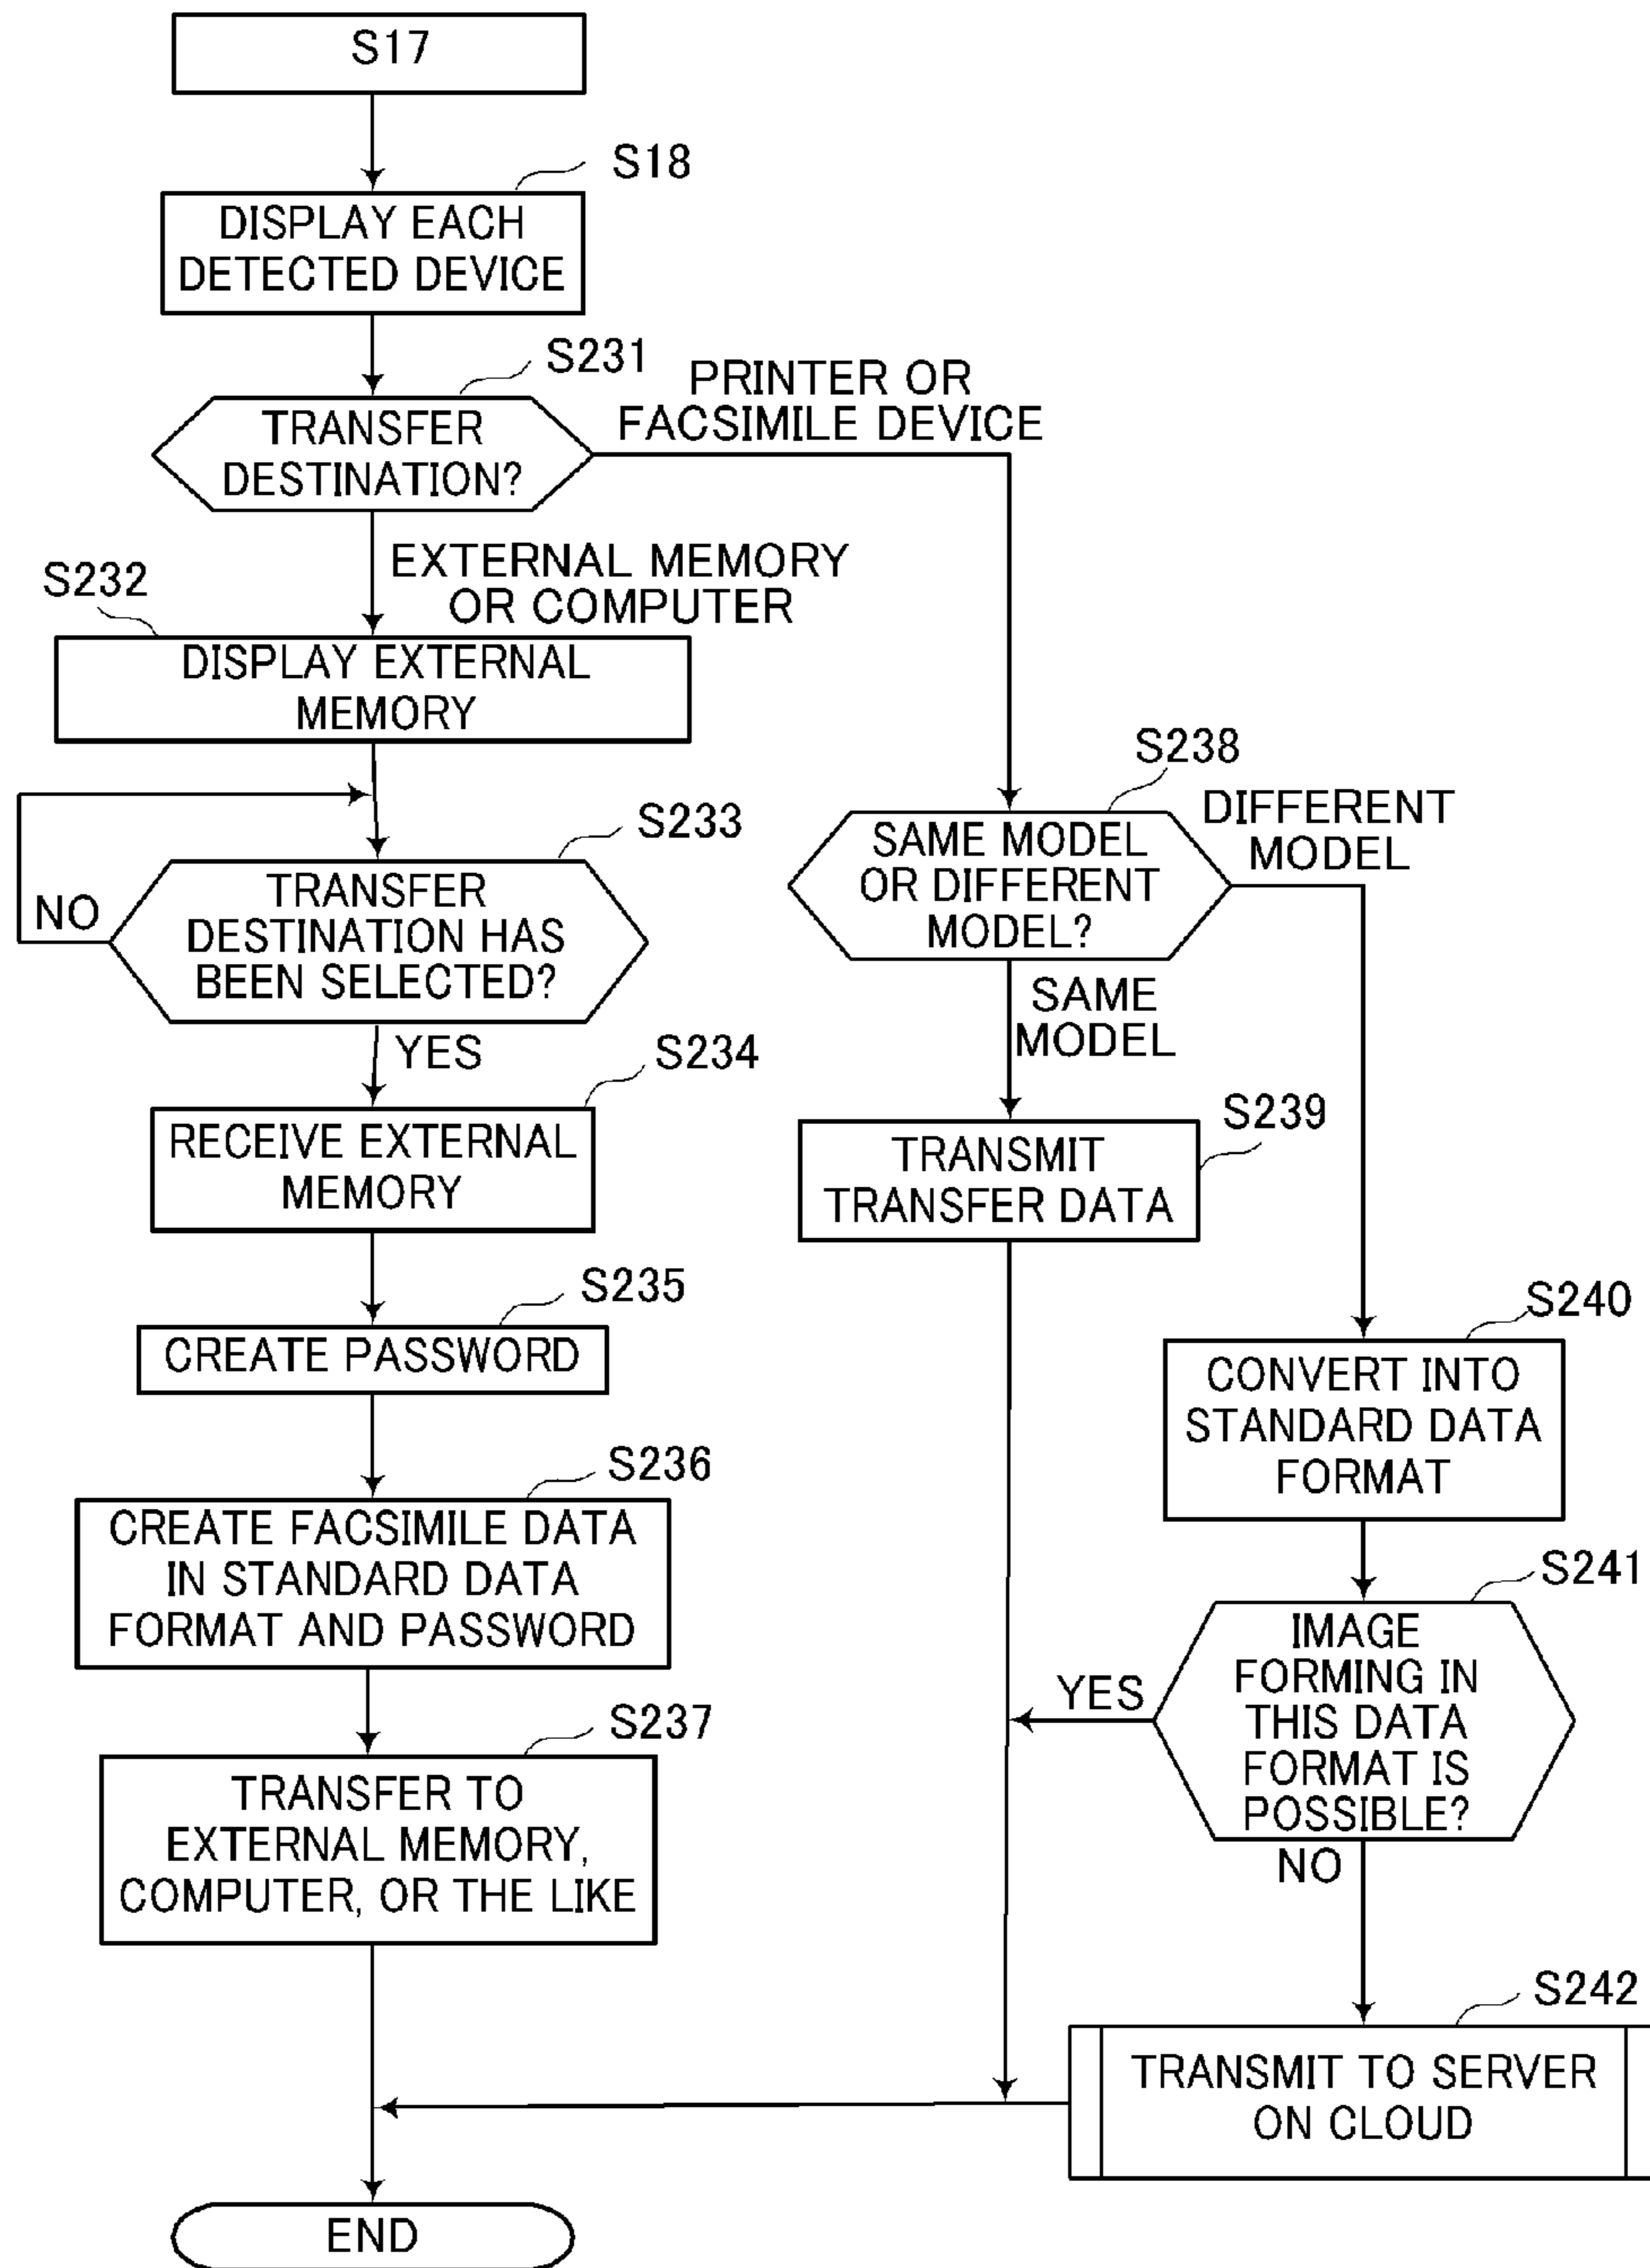 S17
S18
DISPLAY EACH
DETECTED DEVICE
S231
TRANSFER
DESTINATION?
PRINTER OR
FACSIMILE DEVICE
EXTERNAL MEMORY
OR COMPUTER
S232
DISPLAY EXTERNAL
MEMORY
S233
TRANSFER
DESTINATION HAS
BEEN SELECTED?
NO
YES
S234
RECEIVE EXTERNAL
MEMORY
S235
CREATE PASSWORD
S236
CREATE FACSIMILE DATA
IN STANDARD DATA
FORMAT AND PASSWORD
S237
TRANSFER TO
EXTERNAL MEMORY,
COMPUTER, OR THE LIKE
S238
SAME MODEL
OR DIFFERENT
MODEL?
DIFFERENT
MODEL
SAME
MODEL
S239
TRANSMIT
TRANSFER DATA
S240
CONVERT INTO
STANDARD DATA
FORMAT
S241
IMAGE
FORMING IN
THIS DATA
FORMAT IS
POSSIBLE?
YES
NO
S242
TRANSMIT TO SERVER
ON CLOUD
END